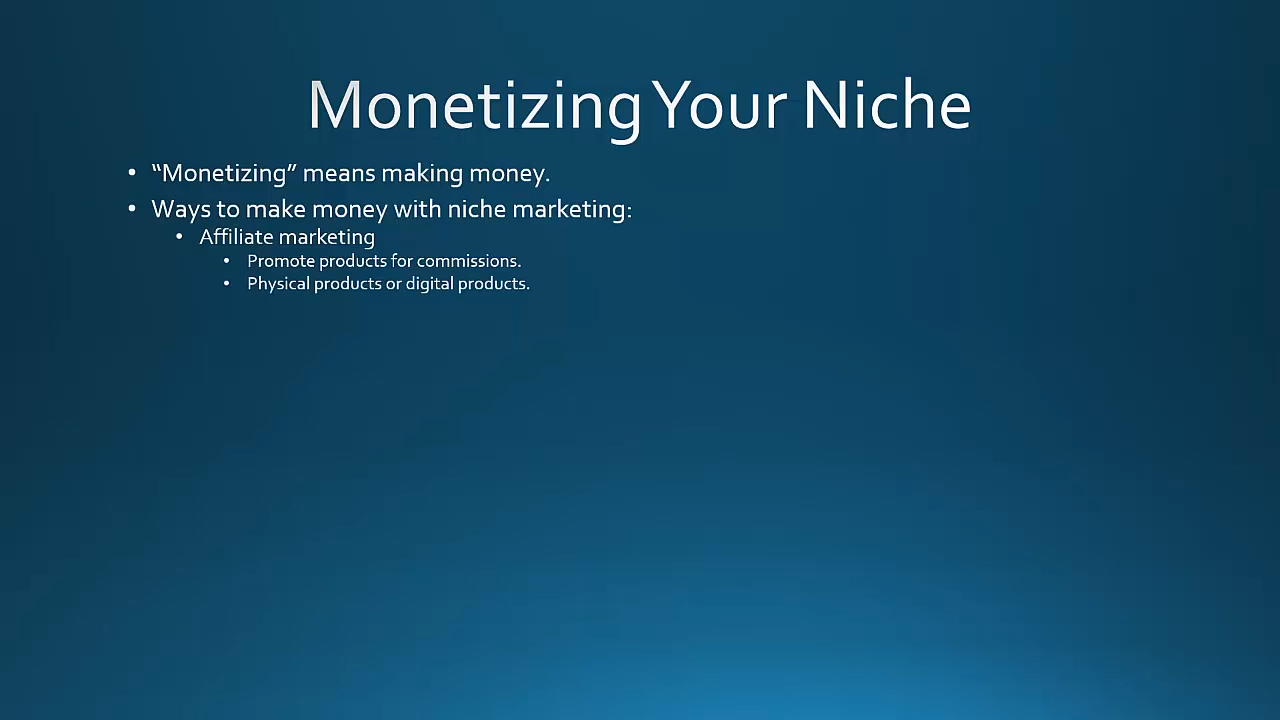 Monetizing Your Niche
• “Monetizing” means making money.
• Ways to make money with niche marketing:
• Affiliate marketing
• Promote products for commissions.
• Physical products or digital products.